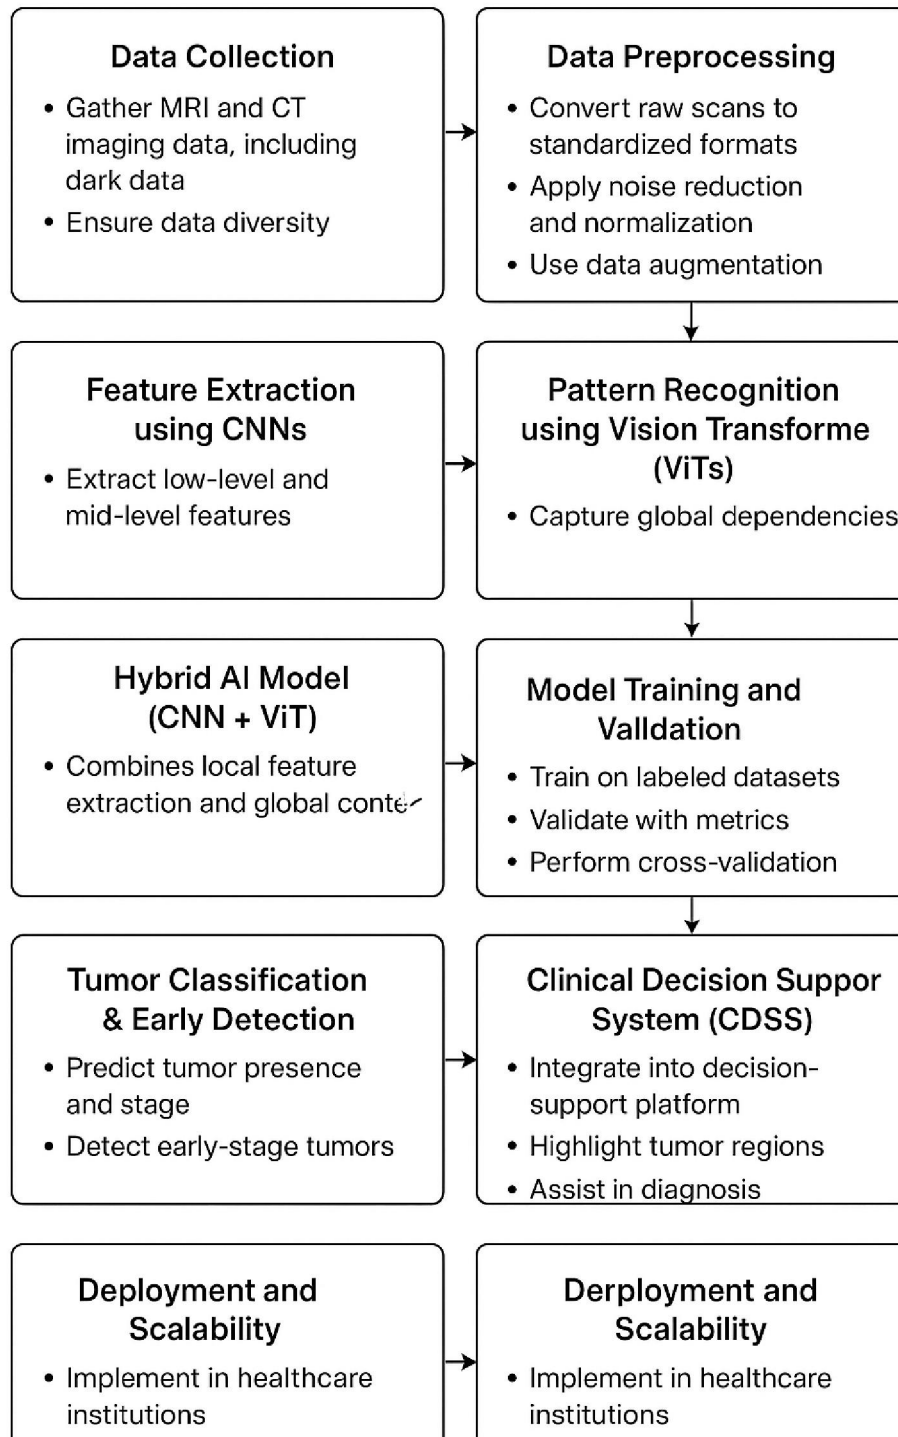 Data Collection
• Gather MRI and CT
imaging data, including
dark data
• Ensure data diversity
Data Preprocessing
• Convert raw scans to
standardized formats
• Apply noise reduction
and normalization
• Use data augmentation
Feature Extraction
using CNNs
• Extract low-level and
mid-level features
Pattern Recognition
using Vision Transforme
(ViTs)
• Capture global dependencies
Hybrid AI Model
(CNN + ViT)
• Combines local feature
extraction and global
Model Training and
Valldation
• Train on labeled datasets
• Validate with metrics
• Perform cross-validation
Tumor Classification
& Early Detection
• Predict tumor presence
and stage
• Detect early-stage tumors
Clinical Decision Suppor
System (CDSS)
• Integrate into decision-
support platform
• Highlight tumor regions
• Assist in diagnosis
Deployment and
Scalability
• Implement in healthcare
institutions
Derployment and
Scalability
• Implement in healthcare
institutions